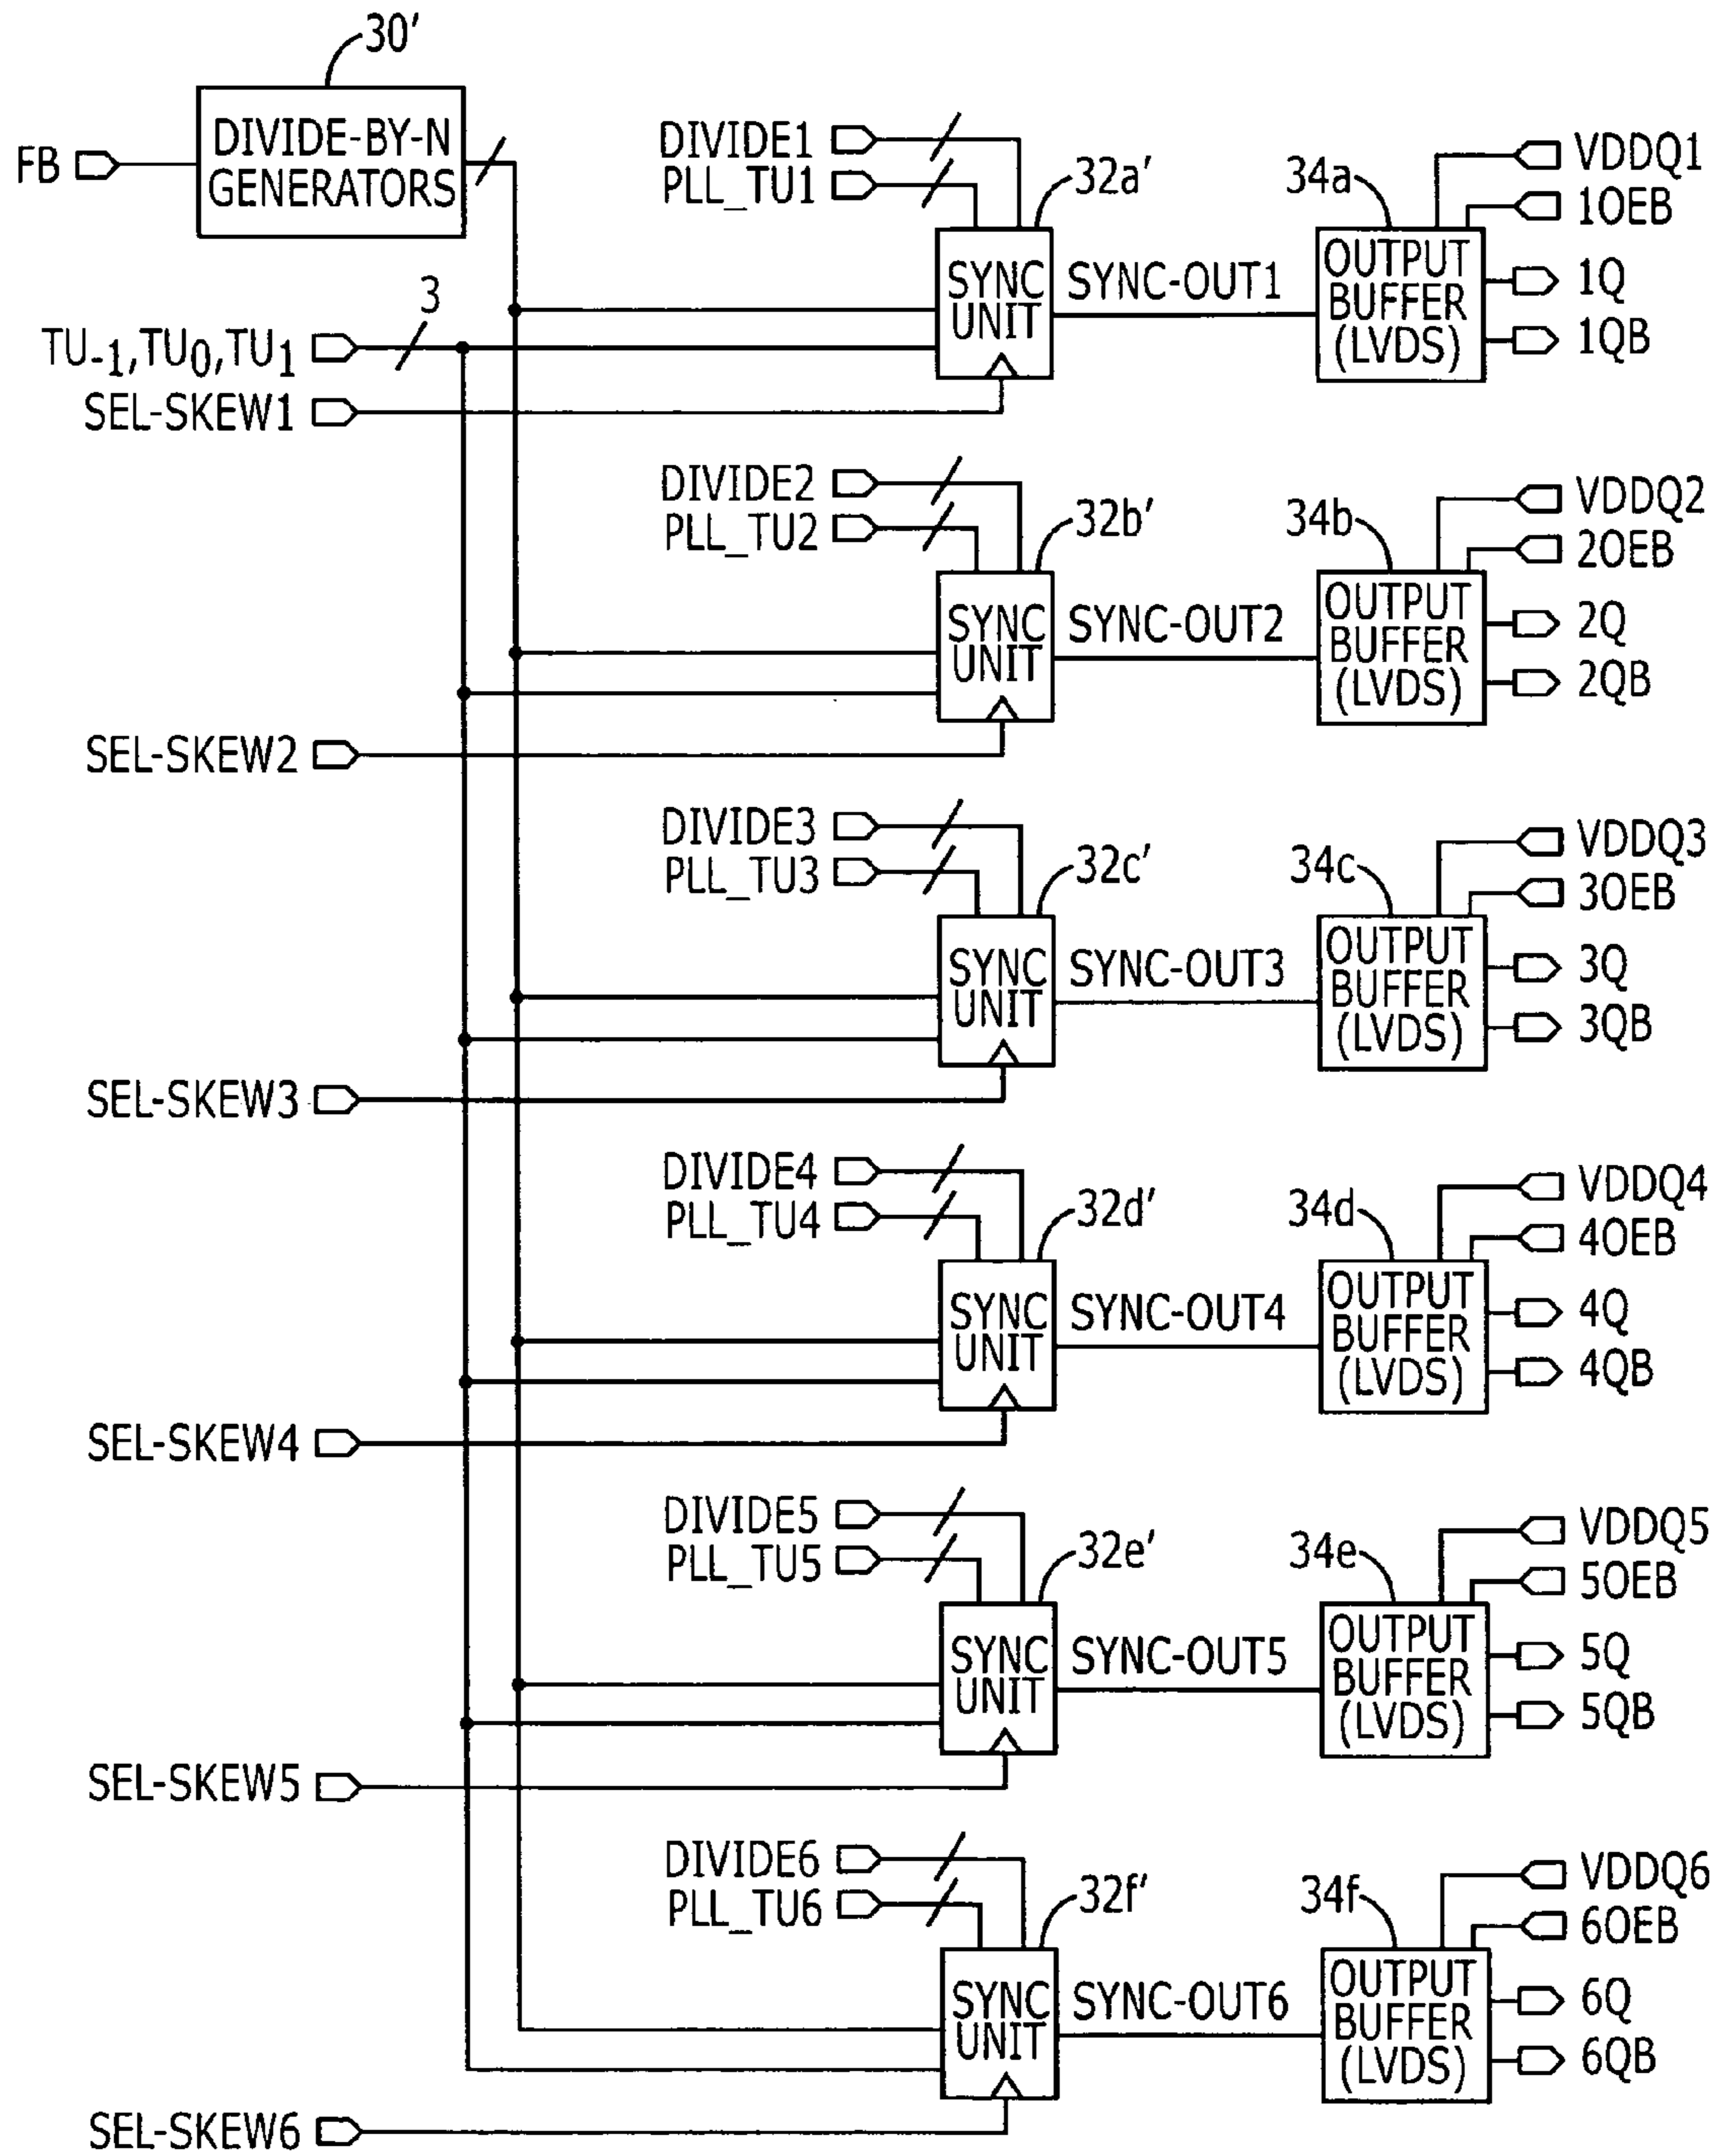 30'
FB
DIVIDE-BY-N
GENERATORS
TU-1,TU0,TU1
3
SEL-SKEW1
DIVIDE1
PLL_TU1
32a'
SYNC
UNIT
SYNC-OUT1
34a
OUTPUT
BUFFER
(LVDS)
VDDQ1
1OEB
1Q
1QB
DIVIDE2
PLL_TU2
32b'
SYNC
UNIT
SYNC-OUT2
34b
OUTPUT
BUFFER
(LVDS)
VDDQ2
2OEB
2Q
2QB
SEL-SKEW2
DIVIDE3
PLL_TU3
32c'
SYNC
UNIT
SYNC-OUT3
34c
OUTPUT
BUFFER
(LVDS)
VDDQ3
3OEB
3Q
3QB
SEL-SKEW3
DIVIDE4
PLL_TU4
32d'
SYNC
UNIT
SYNC-OUT4
34d
OUTPUT
BUFFER
(LVDS)
VDDQ4
4OEB
4Q
4QB
SEL-SKEW4
DIVIDE5
PLL_TU5
32e'
SYNC
UNIT
SYNC-OUT5
34e
OUTPUT
BUFFER
(LVDS)
VDDQ5
5OEB
5Q
5QB
SEL-SKEW5
DIVIDE6
PLL_TU6
32f'
SYNC
UNIT
SYNC-OUT6
34f
OUTPUT
BUFFER
(LVDS)
VDDQ6
6OEB
6Q
6QB
SEL-SKEW6